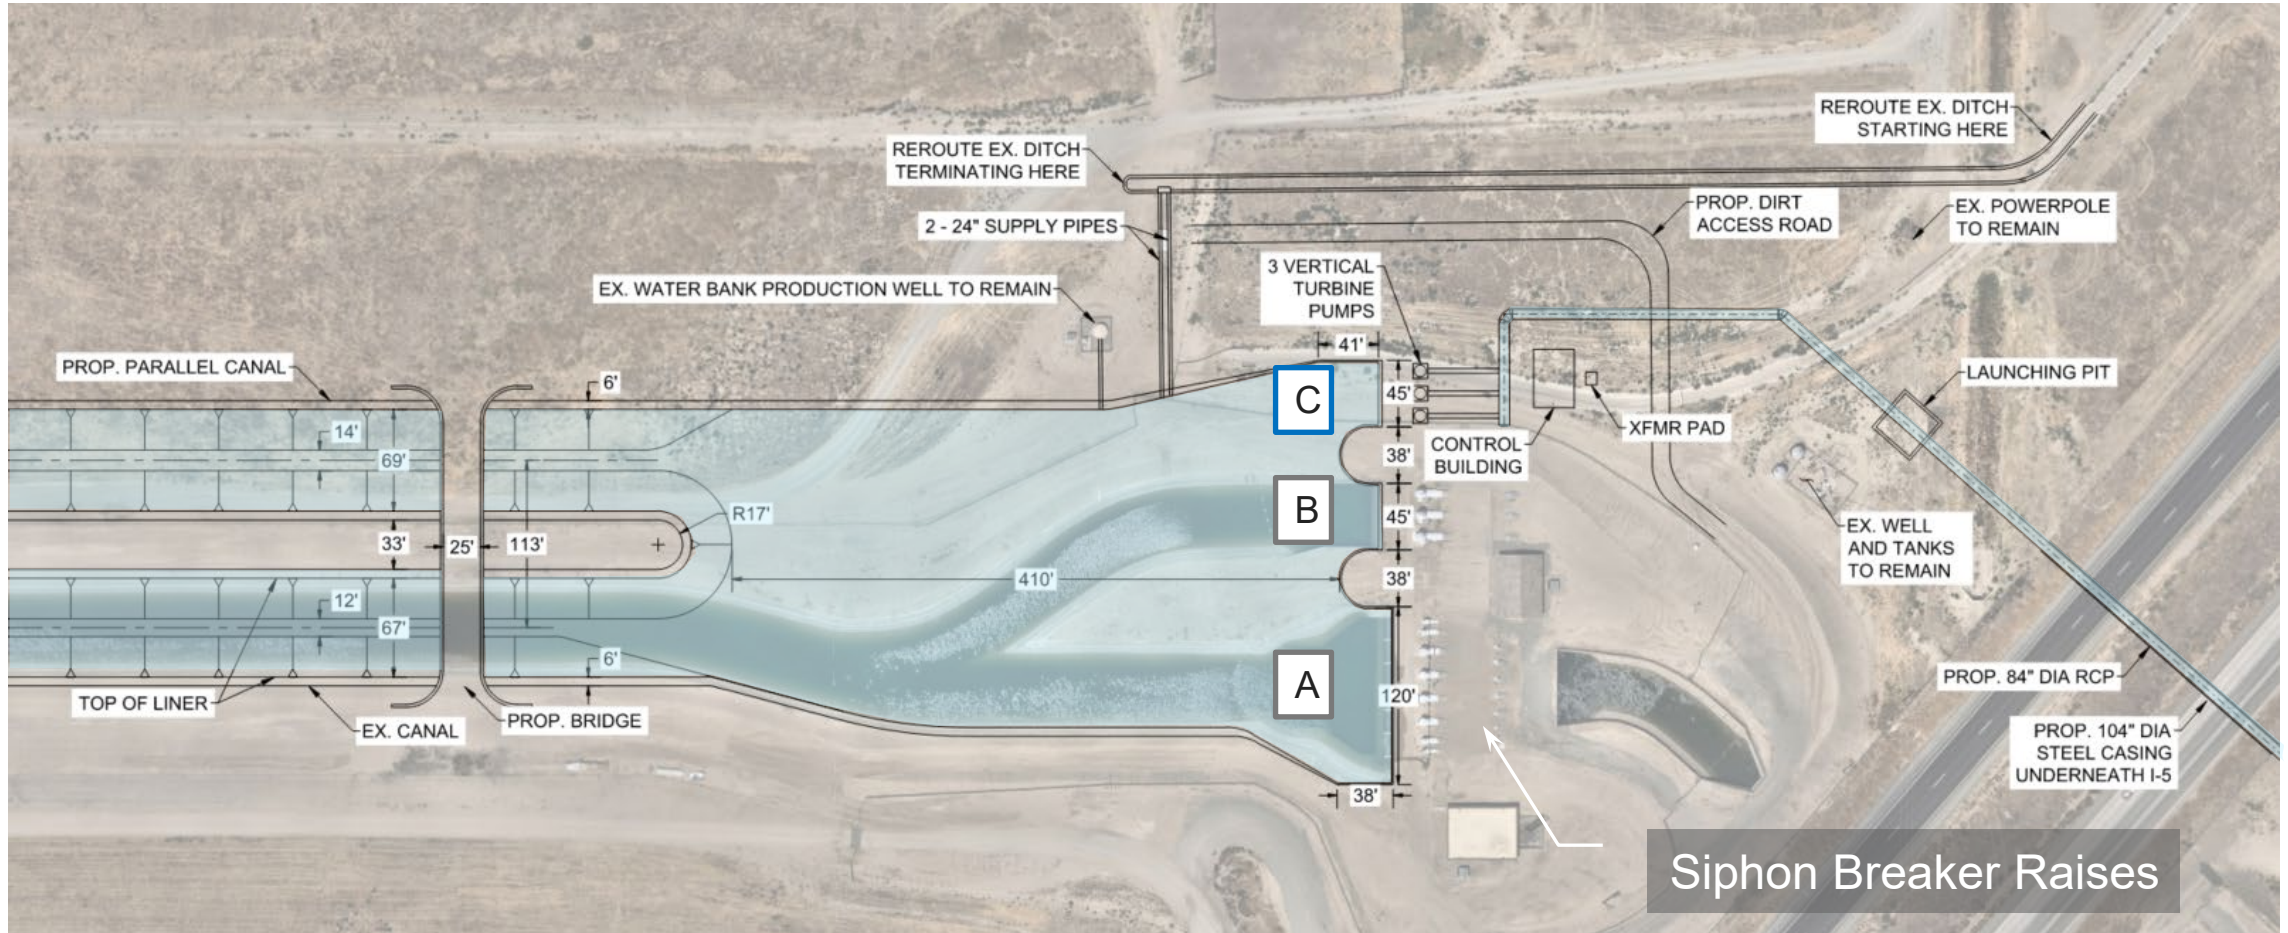 REROUTE EX. DITCH
STARTING HERE
REROUTE EX. DITCH
TERMINATING HERE
PROP. DIRT
ACCESS ROAD
EX. POWERPOLE
TO REMAIN
2 - 24" SUPPLY PIPES
3 VERTICAL
TURBINE
PUMPS
EX. WATER BANK PRODUCTION WELL TO REMAIN
41'
PROP. PARALLEL CANAL
6'
C
45'
LAUNCHING PIT
14'
69'
XFMR PAD
CONTROL
BUILDING
38'
R17'
B
45'
33'
25'
113'
EX. WELL
AND TANKS
TO REMAIN
410'
38'
12'
67'
6'
A
120'
PROP. 84" DIA RCP
TOP OF LINER
EX. CANAL
PROP. BRIDGE
PROP. 104" DIA
STEEL CASING
UNDERNEATH I-5
38'
Siphon Breaker Raises